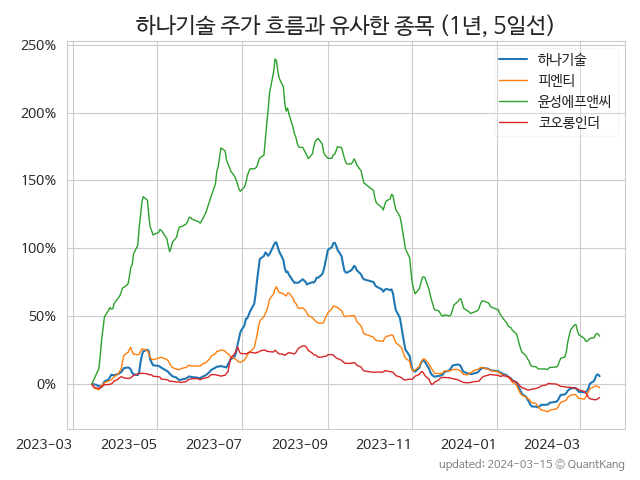 하나기술 주가 흐름과 유사한 종목 (1년, 5일선)
250%
200%
150%
100%
50%
0%
하나기술
피엔티
윤성에프앤씨
코오롱인더
2023-03
2023-05
2023-07
2023-09
2023-11
2024-01
2024-03
updated: 2024-03-15 © QuantKang